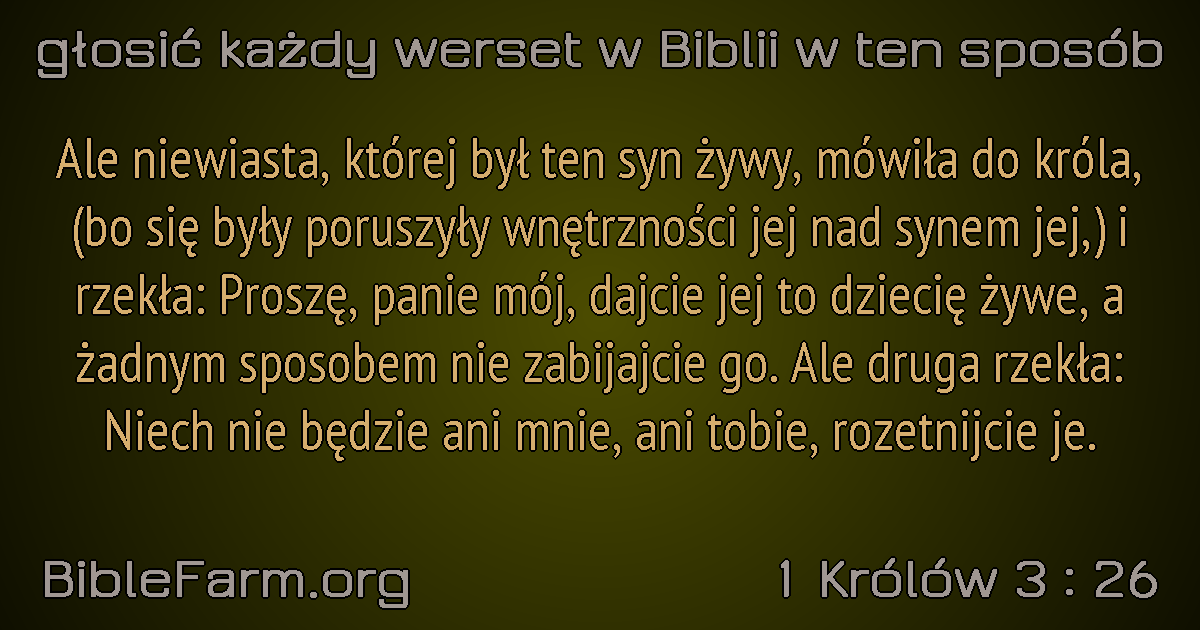 głosić każdy werset w Biblii w ten sposób
Ale niewiasta, której był ten syn żywy, mówiła do króla,
(bo się były poruszyły wnętrzności jej nad synem jej,) i
rzekła: Proszę, panie mój, dajcie jej to dziecię żywe, a
żadnym sposobem nie zabijajcie go. Ale druga rzekła:
Niech nie będzie ani mnie, ani tobie, rozetnijcie je.
BibleFarm.org
1 Królów 3 : 26